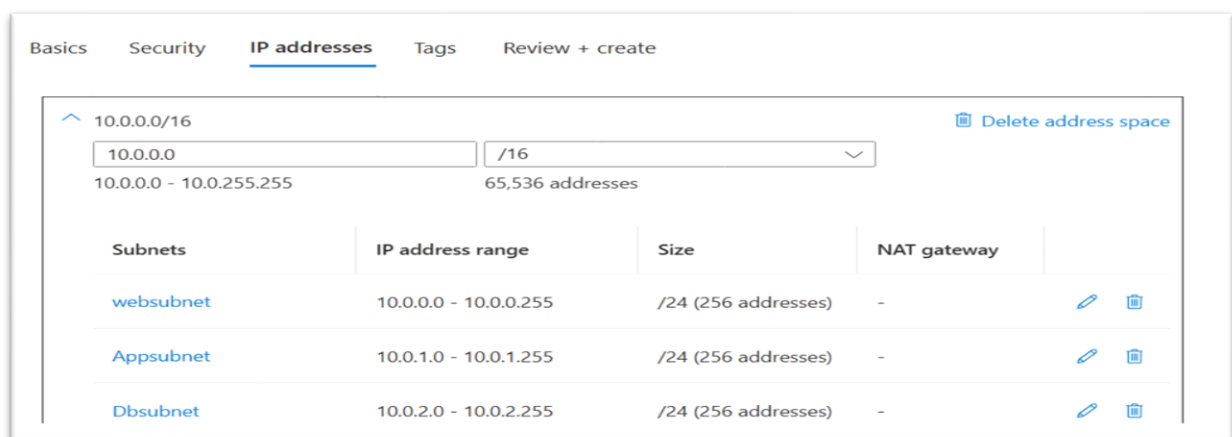 Basics Security IP addresses Tags Review + create
10.0.0.0/16 Delete address space
10.0.0.0 /16
10.0.0.0 - 10.0.255.255 65,536 addresses
Subnets IP address range Size NAT gateway
websubnet 10.0.0.0 - 10.0.0.255 /24 (256 addresses) -
Appsubnet 10.0.1.0 - 10.0.1.255 /24 (256 addresses) -
Dbsubnet 10.0.2.0 - 10.0.2.255 /24 (256 addresses) -